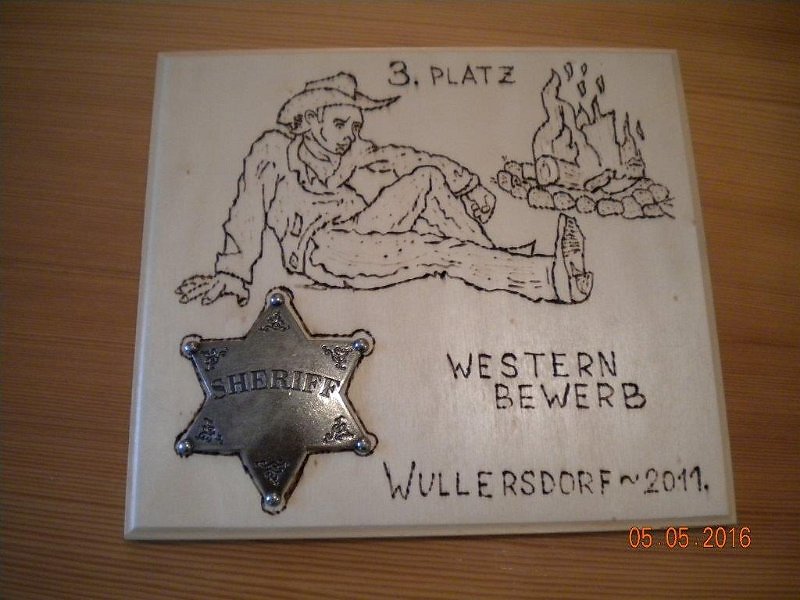 3. PLATZ
SHERIFF
WESTERN
BEWERB
WULLERSDORF~2011.
05.05.2016